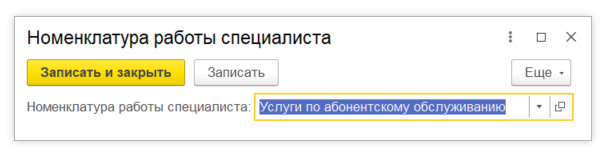 Номенклатура работы специалиста
Записать и закрыть Записать Еще
Номенклатура работы специалиста: Услуги по абонентскому обслуживанию